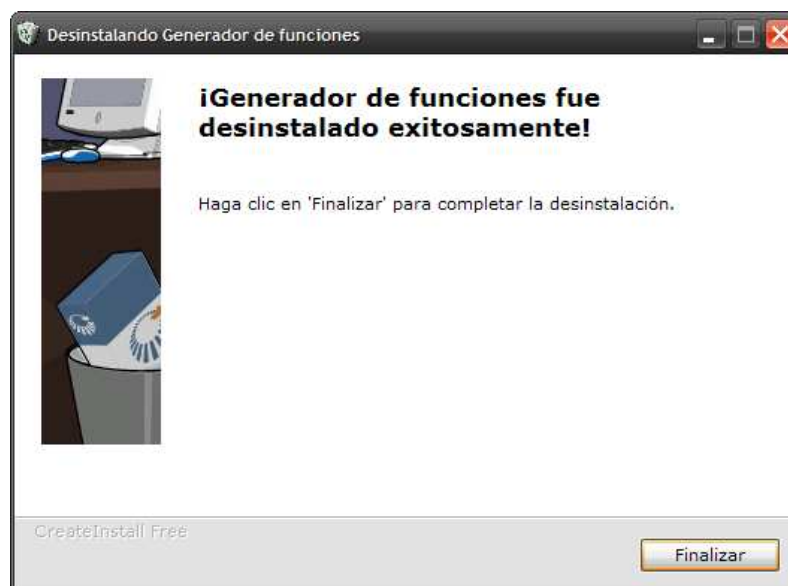 Desinstalando Generador de funciones
¡Generador de funciones fue
desinstalado exitosamente!
Haga clic en 'Finalizar' para completar la desinstalación.
CreateInstall Free
Finalizar